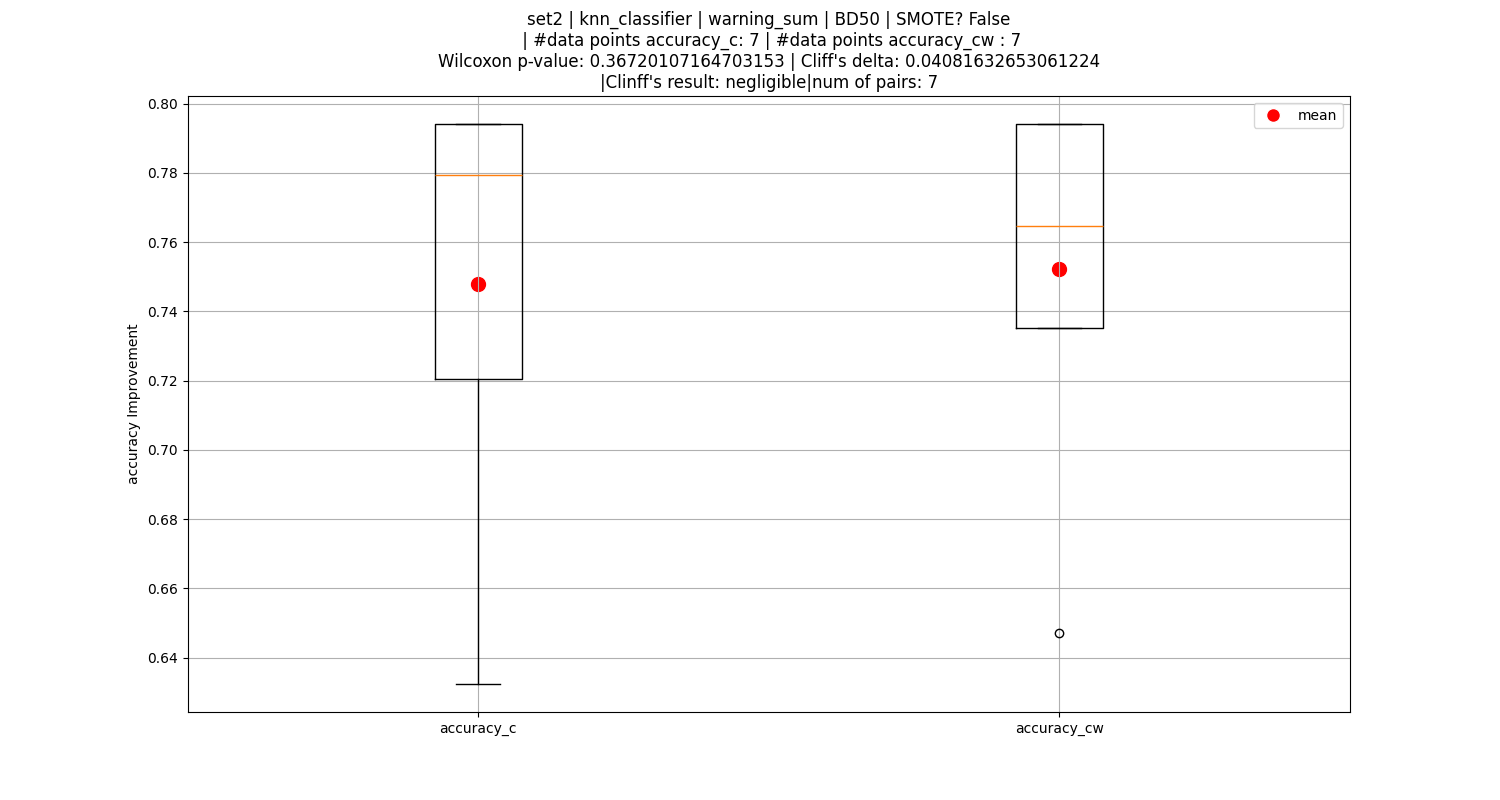 set2 | knn_classifier | warning_sum | BD50 | SMOTE? False
| #data points accuracy_c: 7 | #data points accuracy_cw : 7
Wilcoxon p-value: 0.36720107164703153 | Cliff's delta: 0.04081632653061224
|Clinff's result: negligible|num of pairs: 7
mean
0.80
0.78
0.76
0.74
0.72
0.70
0.68
0.66
0.64
accuracy Improvement
accuracy_c
accuracy_cw